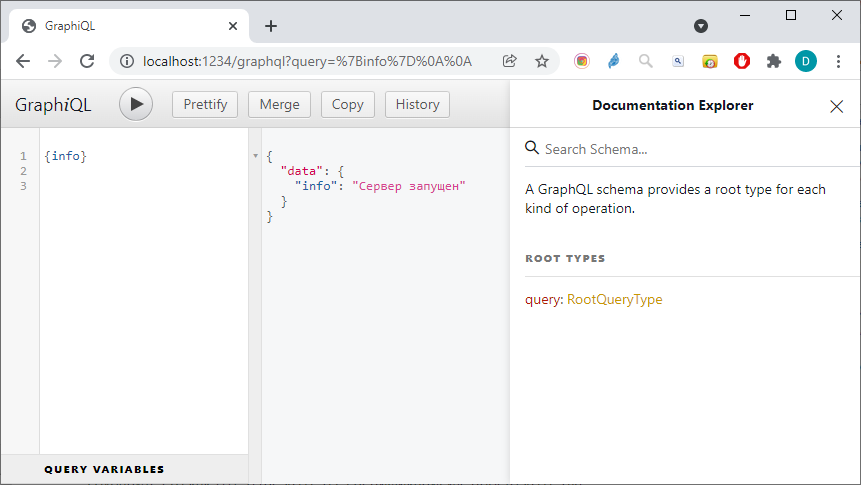 GraphiQL
localhost:1234/graphql?query=%7Binfo%7D%0A%0A
D
GraphiQL
Prettify
Merge
Copy
History
Documentation Explorer
1
2
3
{info}
{
"data": {
"info": "Сервер запущен"
}
}
Search Schema...
A GraphQL schema provides a root type for each
kind of operation.
ROOT TYPES
query: RootQueryType
QUERY VARIABLES